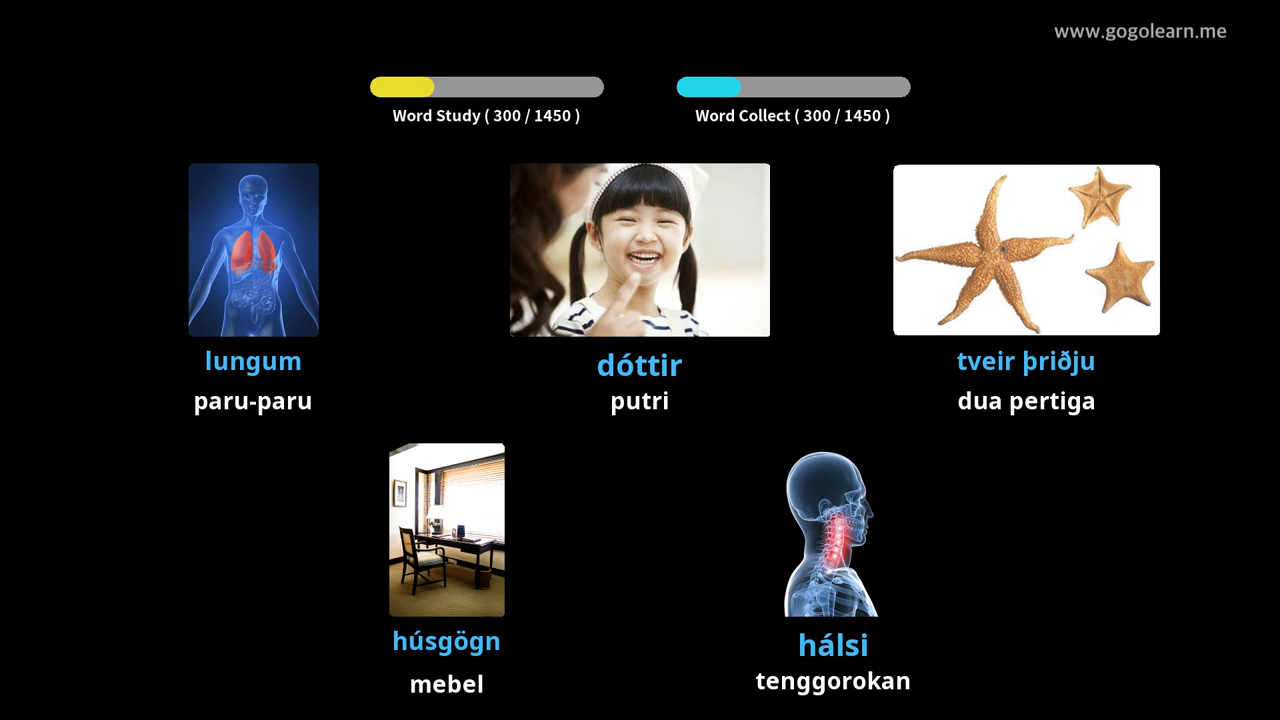 www.gogolearn.me
Word Study ( 300 / 1450 )
Word Collect ( 300 / 1450 )
lungum
paru-paru
dóttir
putri
tveir þriðju
dua pertiga
húsgögn
mebel
hálsi
tenggorokan